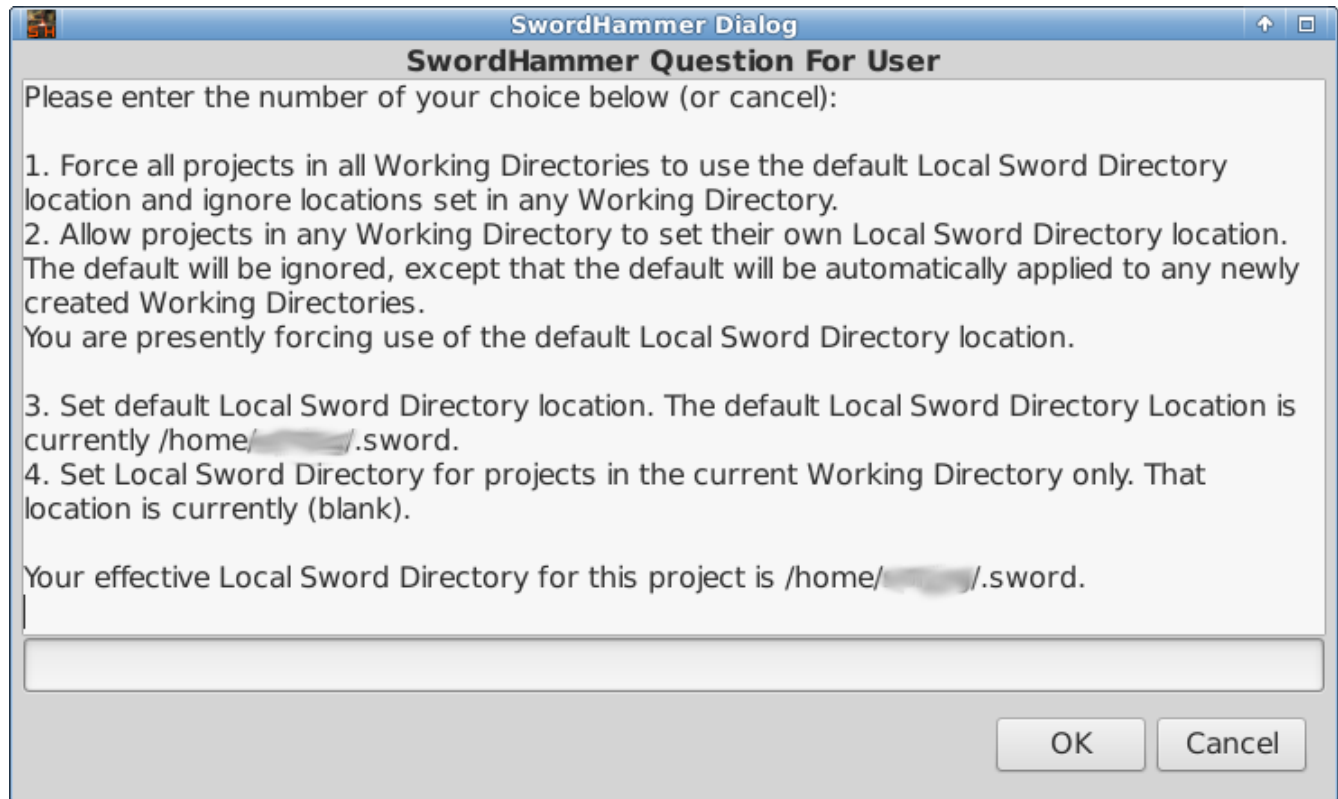 SwordHammer Dialog
SwordHammer Question For User
Please enter the number of your choice below (or cancel):
1. Force all projects in all Working Directories to use the default Local Sword Directory
location and ignore locations set in any Working Directory.
2. Allow projects in any Working Directory to set their own Local Sword Directory location.
The default will be ignored, except that the default will be automatically applied to any newly
created Working Directories.
You are presently forcing use of the default Local Sword Directory location.
3. Set default Local Sword Directory location. The default Local Sword Directory Location is
currently /home/ /.sword.
4. Set Local Sword Directory for projects in the current Working Directory only. That
location is currently (blank).
Your effective Local Sword Directory for this project is /home/ /.sword.
OK Cancel